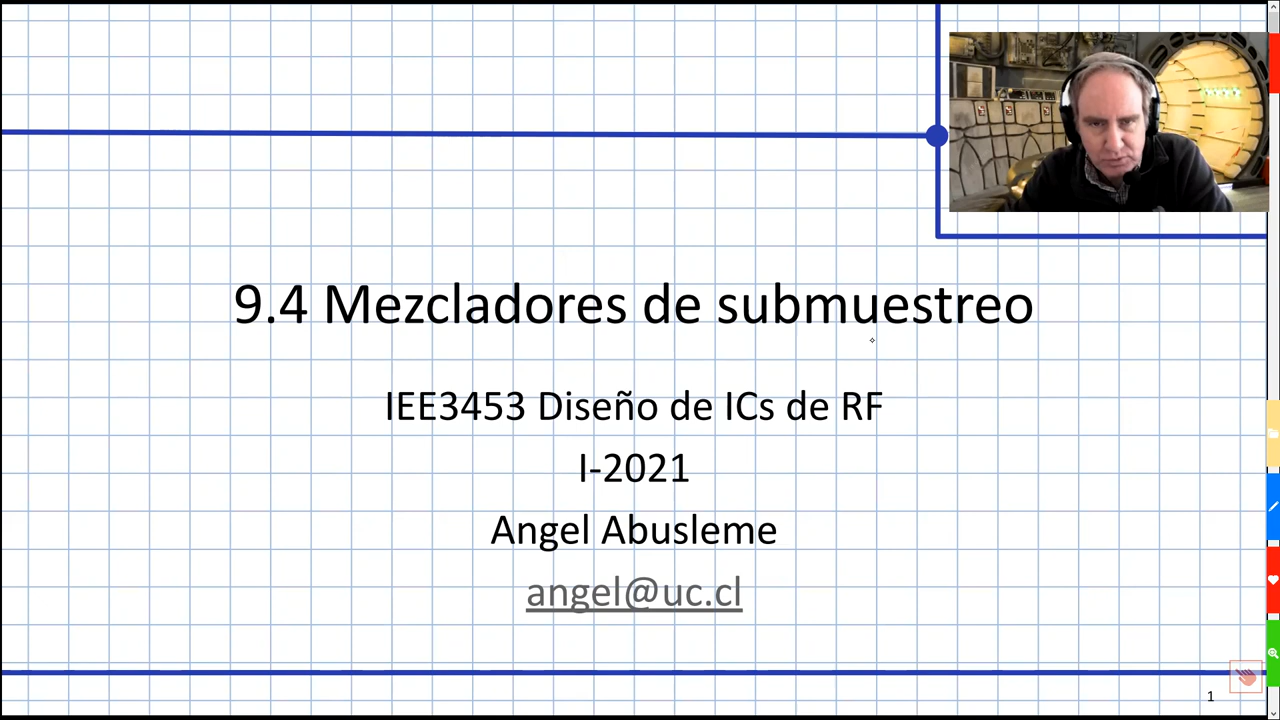 9.4 Mezcladores de submuestreo
IEE3453 Diseño de ICs de RF
I-2021
Angel Abusleme
angel@uc.cl
1